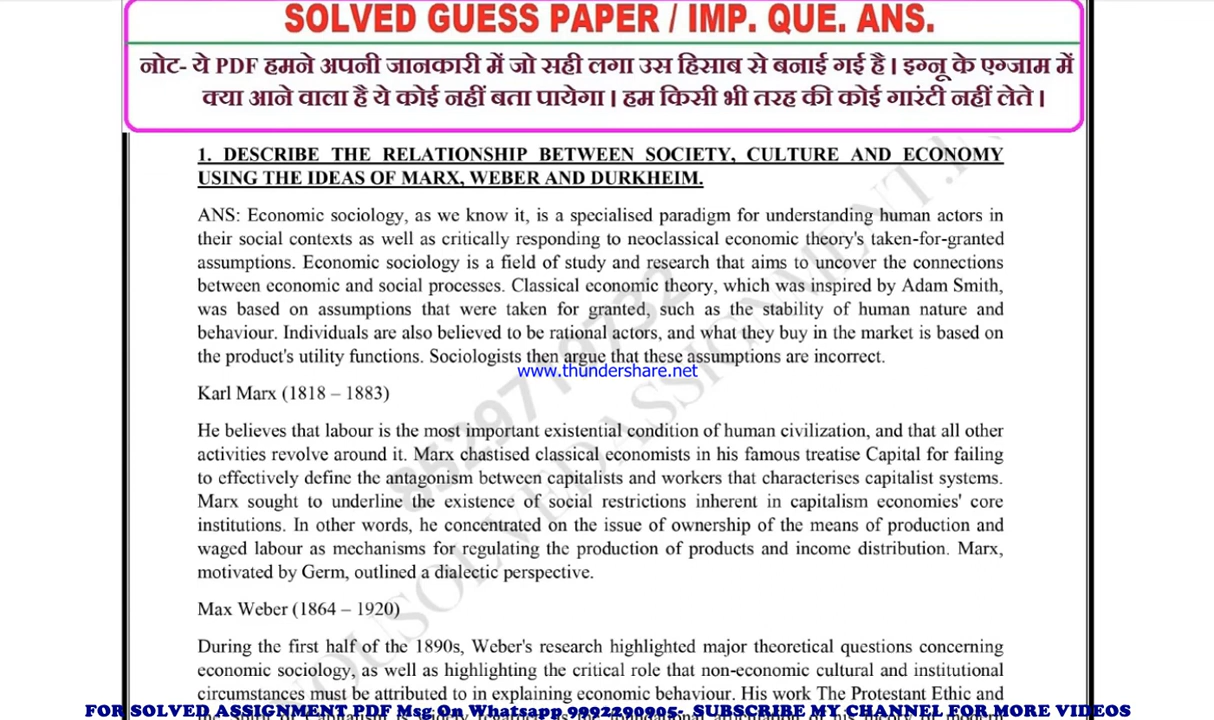 SOLVED GUESS PAPER / IMP. QUE. ANS.
नोट- ये PDF हमने अपनी जानकारी में जो सही लगा उस हिसाब से बनाई गई है। इग्नू के एग्जाम में
क्या आने वाला है ये कोई नहीं बता पायेगा। हम किसी भी तरह की कोई गारंटी नहीं लेते।
1. DESCRIBE THE RELATIONSHIP BETWEEN SOCIETY, CULTURE AND ECONOMY
USING THE IDEAS OF MARX, WEBER AND DURKHEIM.
ANS: Economic sociology, as we know it, is a specialised paradigm for understanding human actors in
their social contexts as well as critically responding to neoclassical economic theory's taken-for-granted
assumptions. Economic sociology is a field of study and research that aims to uncover the connections
between economic and social processes. Classical economic theory, which was inspired by Adam Smith,
was based on assumptions that were taken for granted, such as the stability of human nature and
behaviour. Individuals are also believed to be rational actors, and what they buy in the market is based on
the product's utility functions. Sociologists then argue that these assumptions are incorrect.
www.thundershare.net
Karl Marx (1818 – 1883)
He believes that labour is the most important existential condition of human civilization, and that all other
activities revolve around it. Marx chastised classical economists in his famous treatise Capital for failing
to effectively define the antagonism between capitalists and workers that characterises capitalist systems.
Marx sought to underline the existence of social restrictions inherent in capitalism economies' core
institutions. In other words, he concentrated on the issue of ownership of the means of production and
waged labour as mechanisms for regulating the production of products and income distribution. Marx,
motivated by Germ, outlined a dialectic perspective.
Max Weber (1864 – 1920)
During the first half of the 1890s, Weber's research highlighted major theoretical questions concerning
economic sociology, as well as highlighting the critical role that non-economic cultural and institutional
circumstances must be attributed to in explaining economic behaviour. His work The Protestant Ethic and
FOR SOLVED ASSIGNMENT PDF Msg On Whatsapp 9992290905- SUBSCRIBE MY CHANNEL FOR MORE VIDEOS